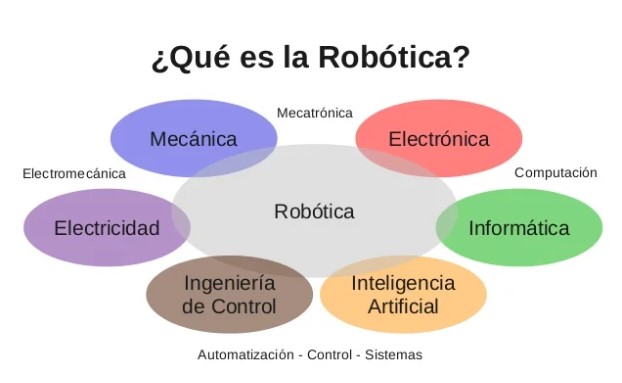 ¿Qué es la Robótica?
Mecatrónica
Mecánica
Electrónica
Electromecánica
Computación
Robótica
Electricidad
Informática
Ingeniería
de Control
Inteligencia
Artificial
Automatización - Control - Sistemas